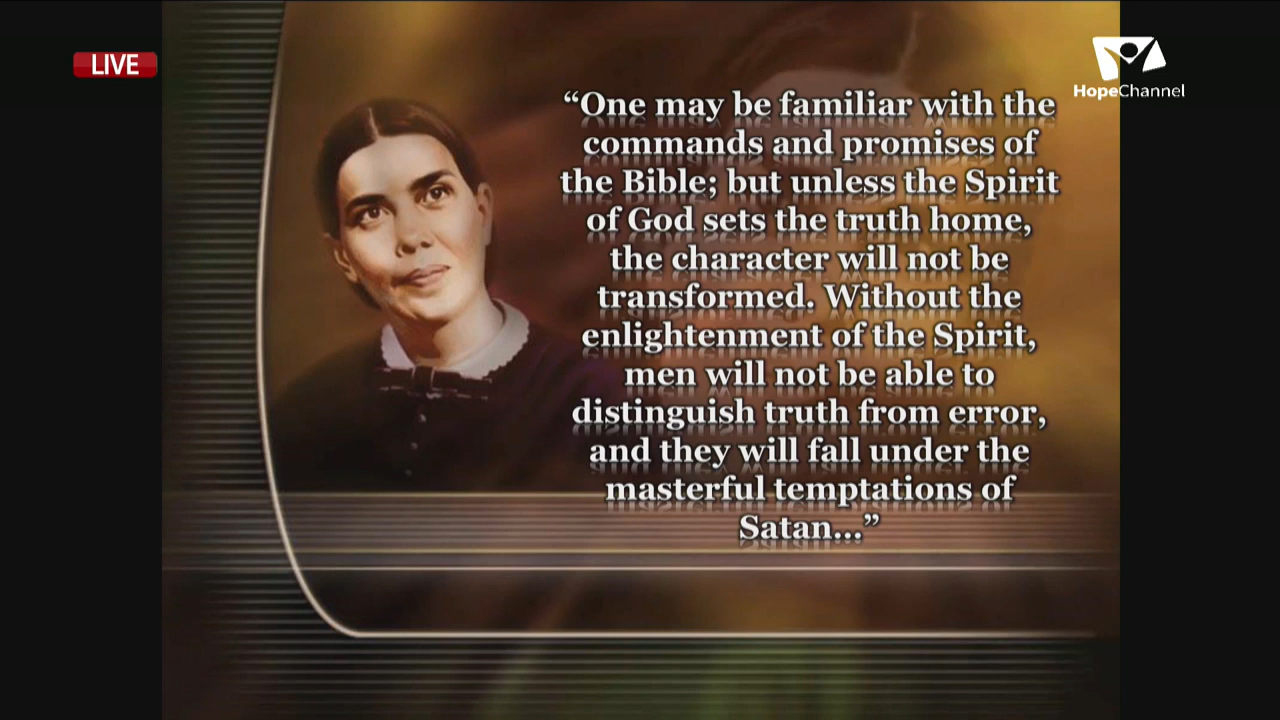 LIVE
HopeChannel
“One may be familiar with the
commands and promises of
the Bible; but unless the Spirit
of God sets the truth home,
the character will not be
transformed. Without the
enlightenment of the Spirit,
men will not be able to
distinguish truth from error,
and they will fall under the
masterful temptations of
Satan...”